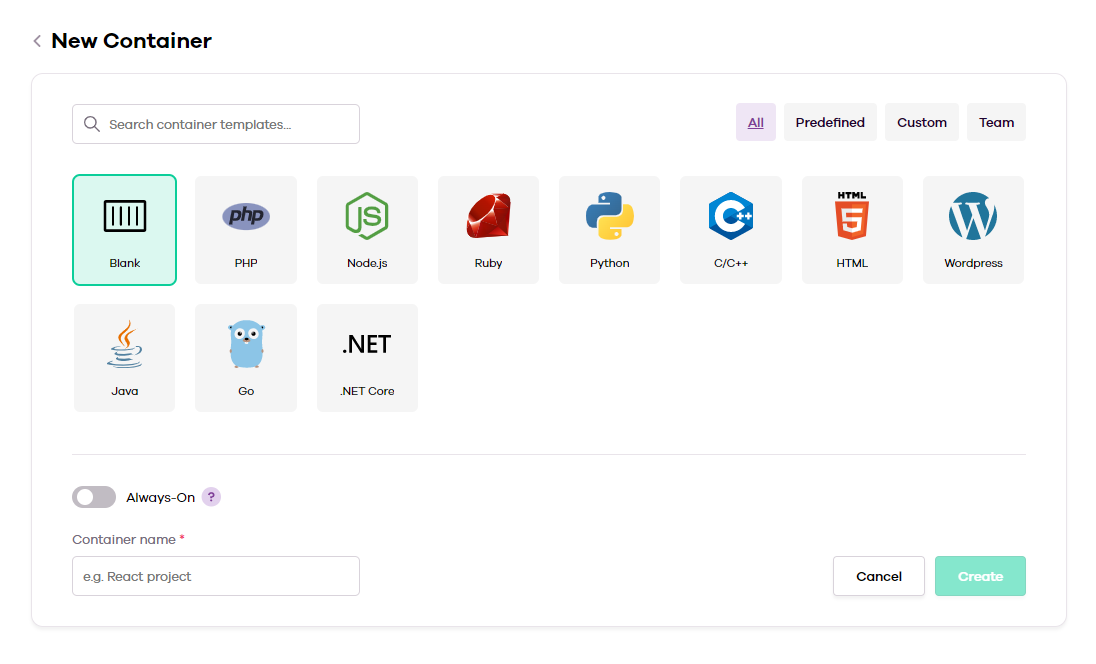 New Container
Search container templates...
All
Predefined
Custom
Team
Blank
php
PHP
JS
Node.js
Ruby
Python
C++
C/C++
HTML
5
HTML
W
Wordpress
Java
Go
.NET
.NET Core
Always-On ?
Container name *
e.g. React project
Cancel
Create